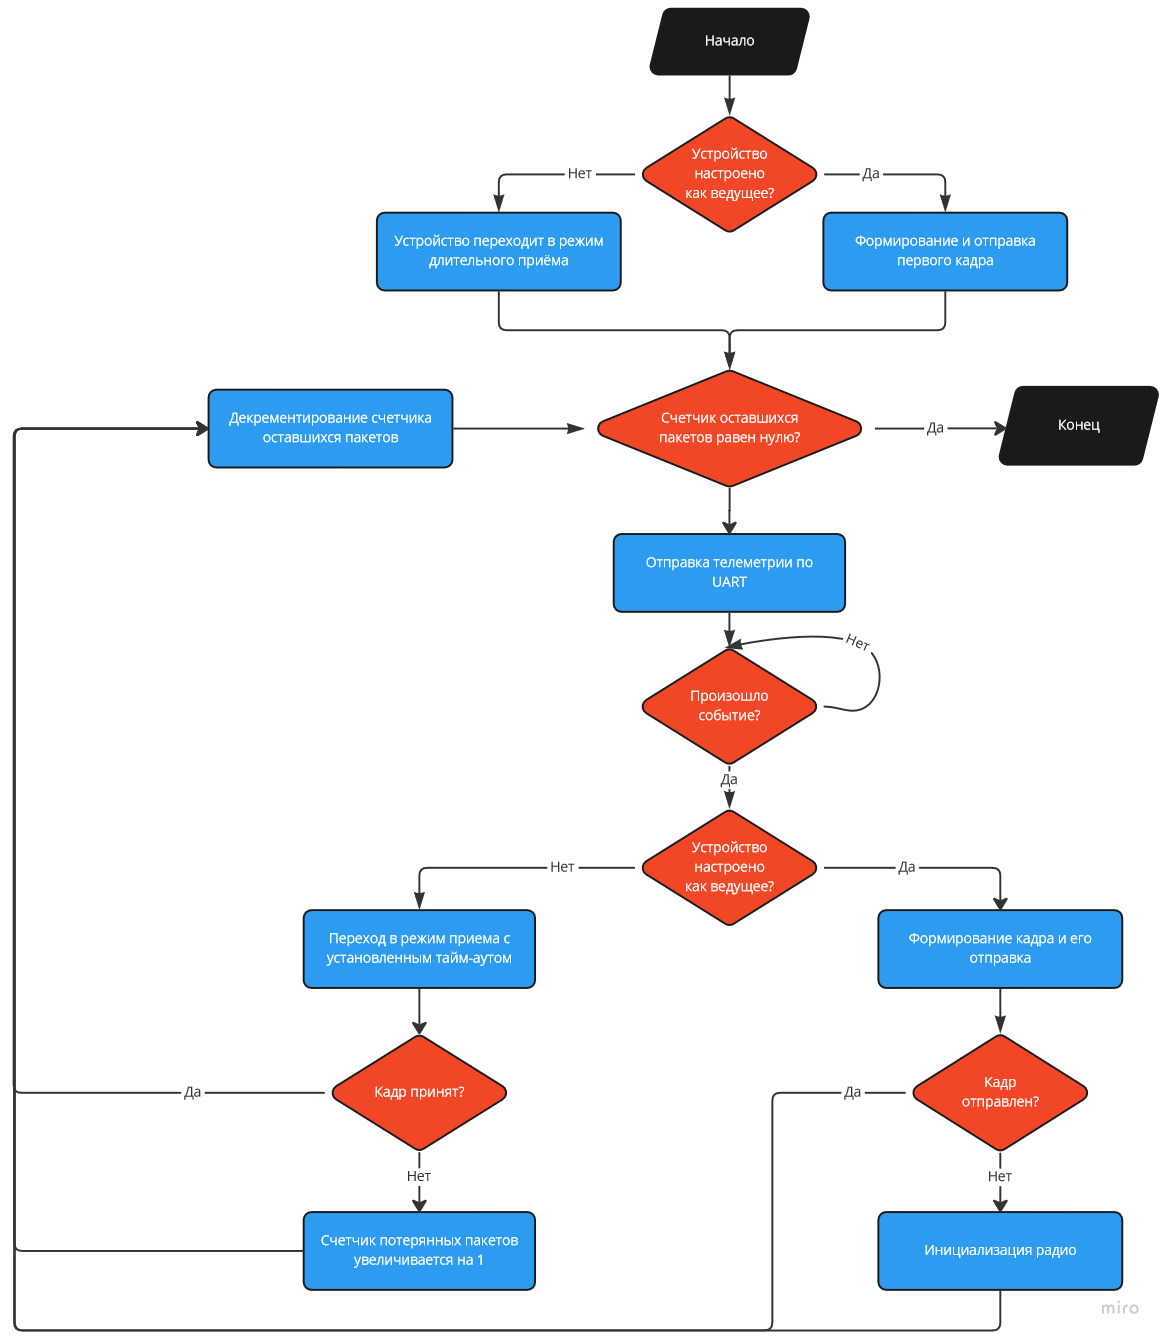 Начало
Устройство
настроено
как ведущее?
Нет
Да
Устройство переходит в режим
длительного приёма
Формирование и отправка
первого кадра
Декрементирование счетчика
оставшихся пакетов
Счетчик оставшихся
пакетов равен нулю?
Да
Конец
Отправка телеметрии по
UART
Нет
Произошло
событие?
Да
Устройство
настроено
как ведущее?
Нет
Да
Переход в режим приема с
установленным тайм-аутом
Формирование кадра и его
отправка
Да
Кадр принят?
Да
Кадр
отправлен?
Нет
Нет
Счетчик потерянных пакетов
увеличивается на 1
Инициализация радио
miro